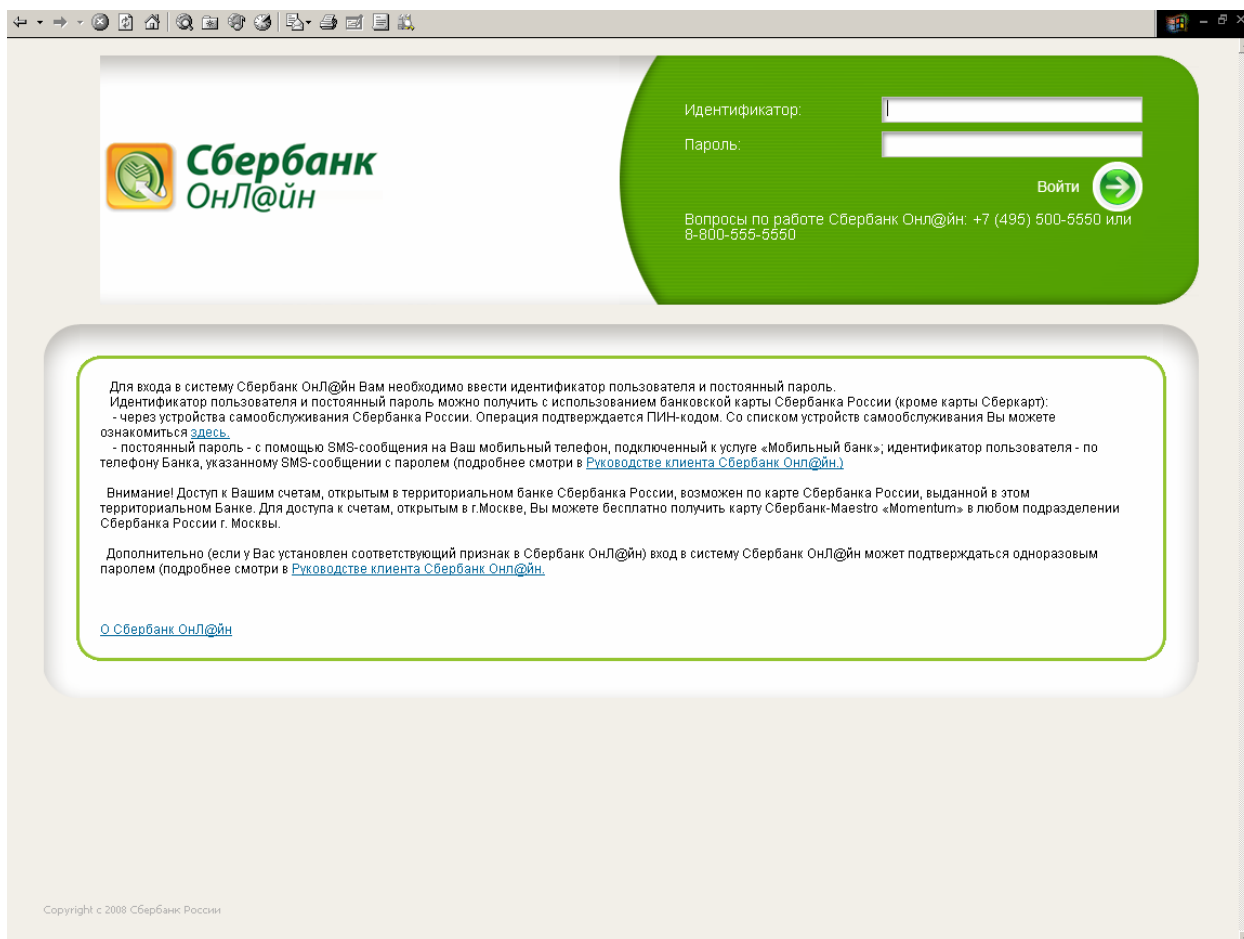 Идентификатор:
Пароль:
Войти
Вопросы по работе Сбербанк Онл@йн: +7 (495) 500-5550 или
8-800-555-5550
Сбербанк
ОнЛ@йн
Для входа в систему Сбербанк ОнЛ@йн Вам необходимо ввести идентификатор пользователя и постоянный пароль.
Идентификатор пользователя и постоянный пароль можно получить с использованием банковской карты Сбербанка России (кроме карты Сберкарт):
- через устройства самообслуживания Сбербанка России. Операция подтверждается ПИН-кодом. Со списком устройств самообслуживания Вы можете
ознакомиться здесь.
- постоянный пароль - с помощью SMS-сообщения на Ваш мобильный телефон, подключенный к услуге «Мобильный банк»; идентификатор пользователя - по
телефону Банка, указанному SMS-сообщении с паролем (подробнее смотри в Руководстве клиента Сбербанк Онл@йн.)
Внимание! Доступ к Вашим счетам, открытым в территориальном банке Сбербанка России, возможен по карте Сбербанка России, выданной в этом
территориальном Банке. Для доступа к счетам, открытым в г.Москве, Вы можете бесплатно получить карту Сбербанк-Maestro «Momentum» в любом подразделении
Сбербанка России г. Москвы.
Дополнительно (если у Вас установлен соответствующий признак в Сбербанк ОнЛ@йн) вход в систему Сбербанк ОнЛ@йн может подтверждаться одноразовым
паролем (подробнее смотри в Руководстве клиента Сбербанк Онл@йн.
О Сбербанк ОнЛ@йн
Copyright c 2008 Сбербанк России